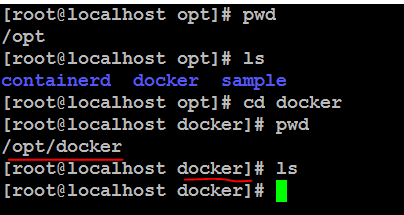 [root@localhost opt]# pwd
/opt
[root@localhost opt]# ls
containerd  docker  sample
[root@localhost opt]# cd docker
[root@localhost docker]# pwd
/opt/docker
[root@localhost docker]# ls
[root@localhost docker]#